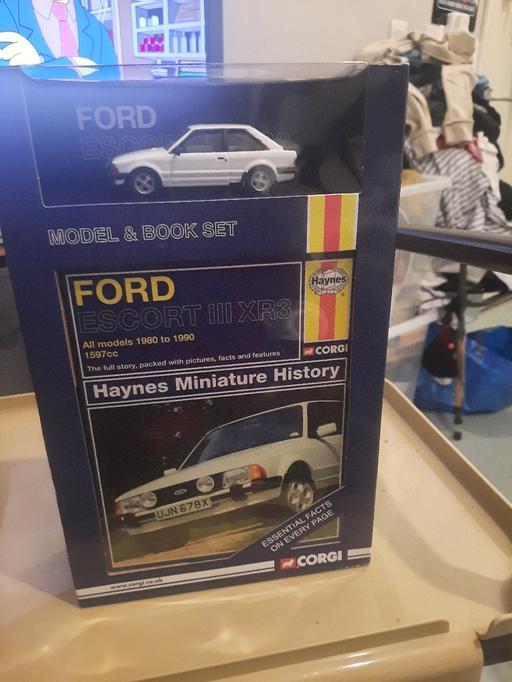 FORD
ESCORT
MODEL & BOOK SET
Haynes
FORD
ESCORT III XR3
All models 1980 to 1990
1597cc
The full story, packed with pictures, facts and features
CORGI
Haynes Miniature History
UJN 678X
ESSENTIAL FACTS
ON EVERY PAGE
CORGI
www.corgi.co.uk